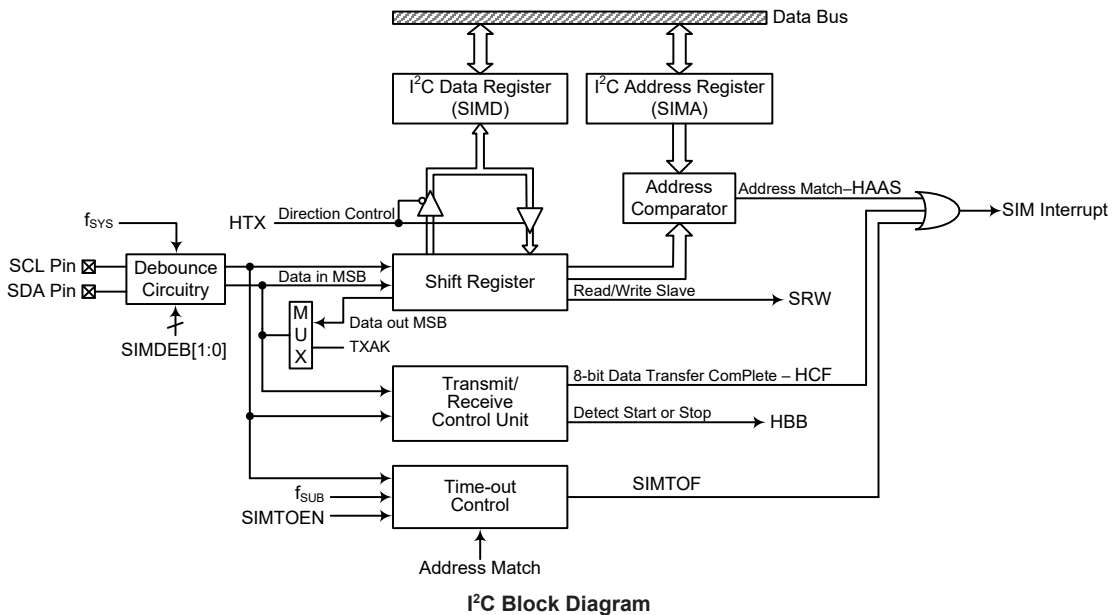 Data Bus
I²C Data Register
(SIMD)
I²C Address Register
(SIMA)
Address
Comparator
Address Match–HAAS
SIM Interrupt
fSYS
HTX
Direction Control
SCL Pin
SDA Pin
Debounce
Circuitry
Data in MSB
Shift Register
Read/Write Slave
SRW
SIMDEB[1:0]
M
U
X
Data out MSB
TXAK
Transmit/
Receive
Control Unit
8-bit Data Transfer ComPlete – HCF
Detect Start or Stop
HBB
fSUB
SIMTOEN
Time-out
Control
SIMTOF
Address Match
I²C Block Diagram